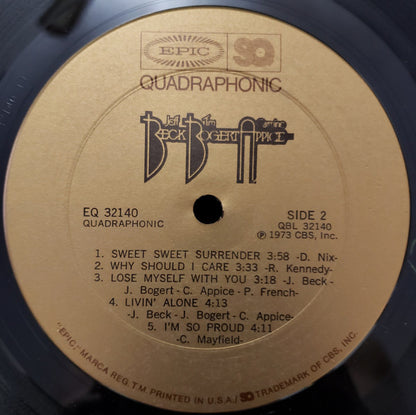 EPIC SQ
QUADRAPHONIC
Jeff Tim Carmine
BECK BOGERT APPICE
EQ 32140
QUADRAPHONIC
SIDE 2
QBL 32140
℗ 1973 CBS, Inc.
1. SWEET SWEET SURRENDER 3:58 -D. Nix-
2. WHY SHOULD I CARE 3:33 -R. Kennedy-
3. LOSE MYSELF WITH YOU 3:18 -J. Beck -
- J. Bogert - C. Appice - P. French-
4. LIVIN' ALONE 4:13
-J. Beck - J. Bogert - C. Appice-
5. I'M SO PROUD 4:11
-C. Mayfield-
"EPIC," MARCA REG. T.M. PRINTED IN U.S.A./ SQ TRADEMARK OF CBS, INC.